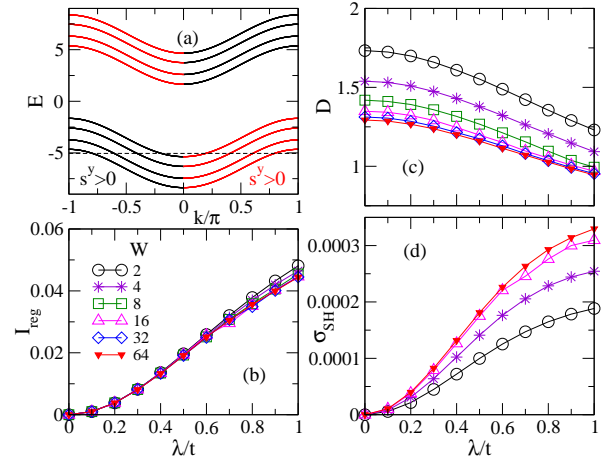 (a)
E
5
0
-5
s^y>0
s^y>0
-1 -0.5 0 0.5 1
k/π
2
1.5
1
D
(c)
0.06
0.04
0.02
0
I_reg
W
2
4
8
16
32
64
(b)
0 0.2 0.4 0.6 0.8 1
λ/t
0.0003
0.0002
0.0001
0.0000
σ_SH
(d)
0 0.2 0.4 0.6 0.8 1
λ/t